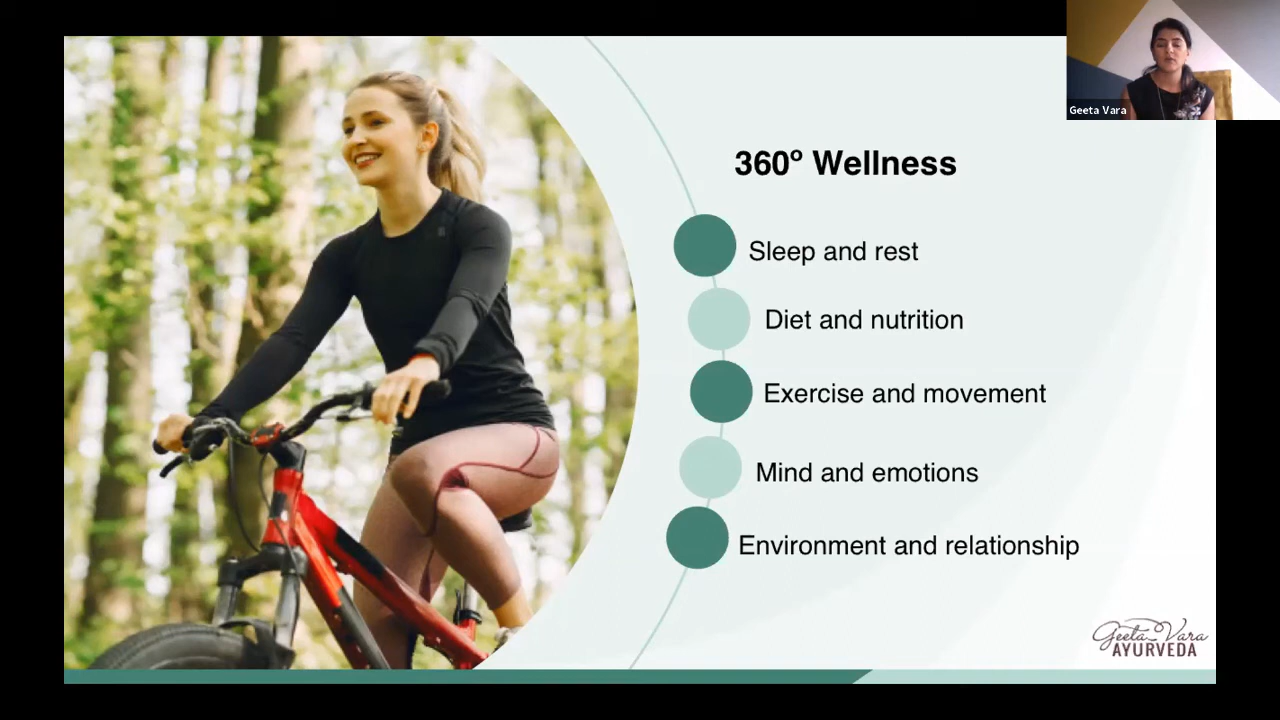 Geeta Vara
360º Wellness
Sleep and rest
Diet and nutrition
Exercise and movement
Mind and emotions
Environment and relationship
Geeta Vara
AYURVEDA